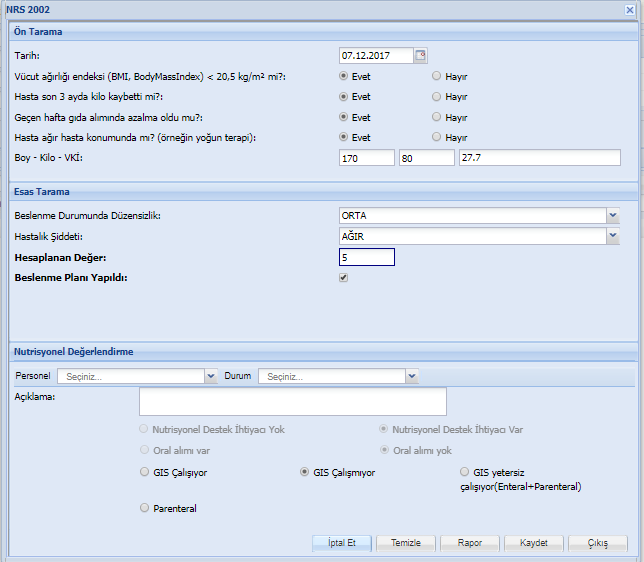 NRS 2002
Ön Tarama
Tarih: 07.12.2017
Vücut ağırlığı endeksi (BMI, BodyMassIndex) < 20,5 kg/m² mi?: Evet Hayır
Hasta son 3 ayda kilo kaybetti mi?: Evet Hayır
Geçen hafta gıda alımında azalma oldu mu?: Evet Hayır
Hasta ağır hasta konumunda mı? (örneğin yoğun terapi): Evet Hayır
Boy - Kilo - VKİ: 170 80 27.7
Esas Tarama
Beslenme Durumunda Düzensizlik: ORTA
Hastalık Şiddeti: AĞIR
Hesaplanan Değer: 5
Beslenme Planı Yapıldı:
Nutrisyonel Değerlendirme
Personel Seçiniz... Durum Seçiniz...
Açıklama:
Nutrisyonel Destek İhtiyacı Yok Nutrisyonel Destek İhtiyacı Var
Oral alımı var Oral alımı yok
GIS Çalışıyor GIS Çalışmıyor GIS yetersiz
çalışıyor(Enteral+Parenteral)
Parenteral
İptal Et Temizle Rapor Kaydet Çıkış